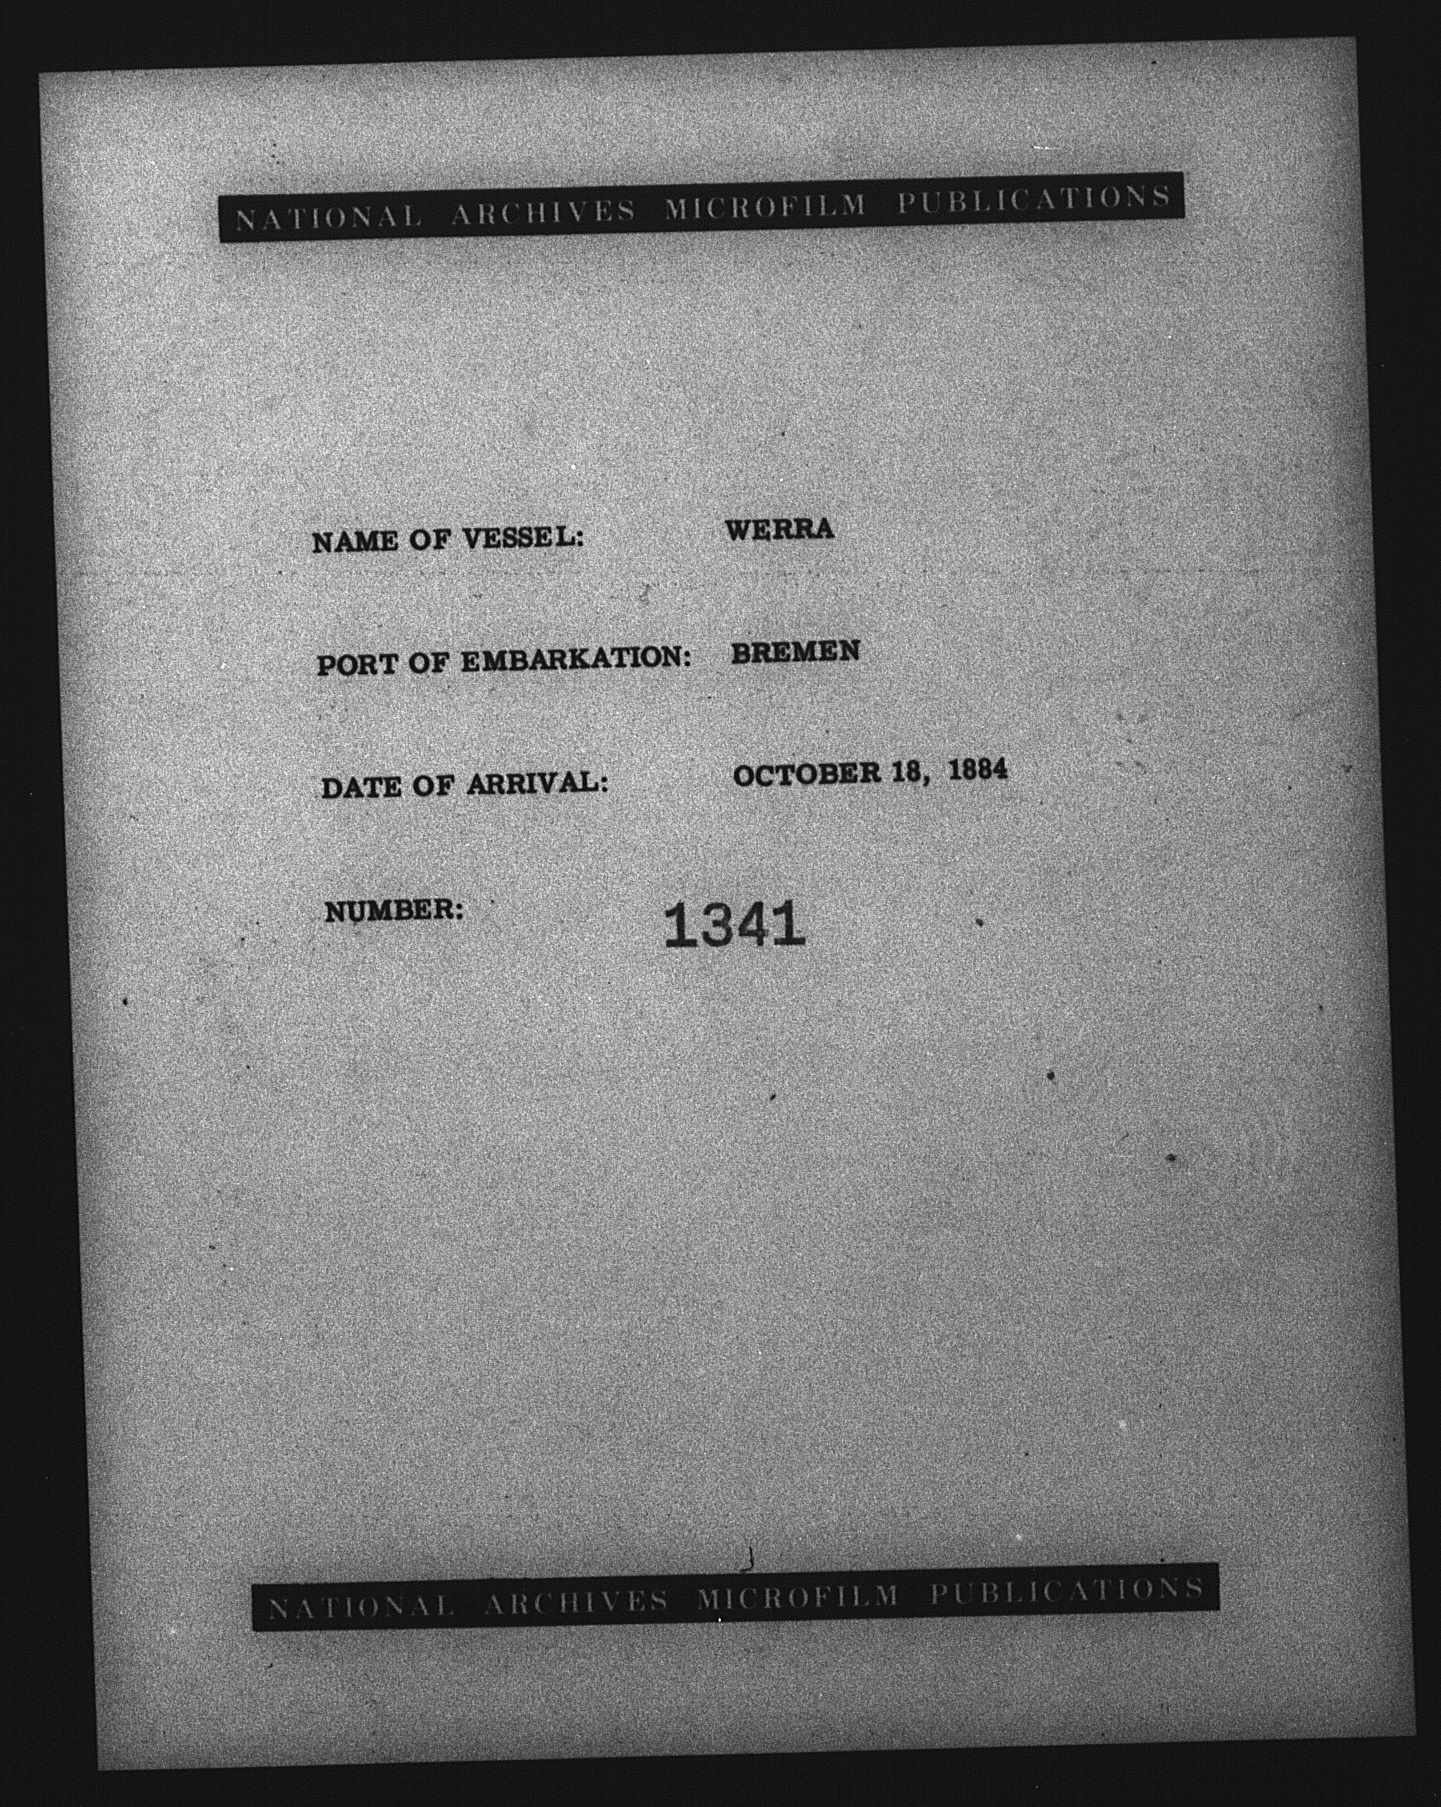 NATIONAL ARCHIVES MICROFILM PUBLICATIONS
NAME OF VESSEL: WERRA
PORT OF EMBARKATION: BREMEN
DATE OF ARRIVAL: OCTOBER 18, 1884
NUMBER: 1341
NATIONAL ARCHIVES MICROFILM PUBLICATIONS